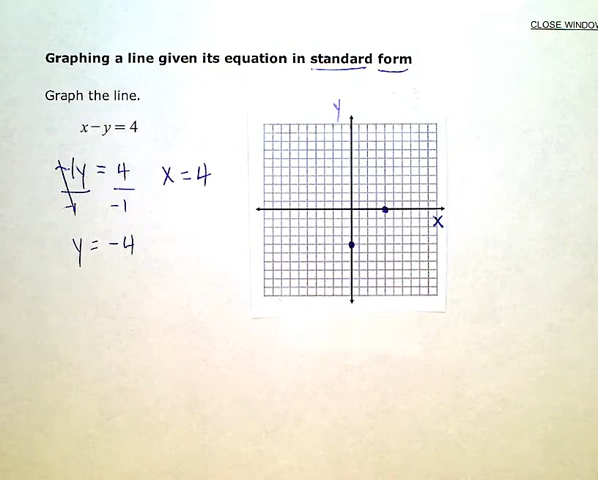 CLOSE WINDOW
Graphing a line given its equation in standard form
Graph the line.
x−y=4
-1y = 4 x = 4
-1 -1
y = -4
y
x